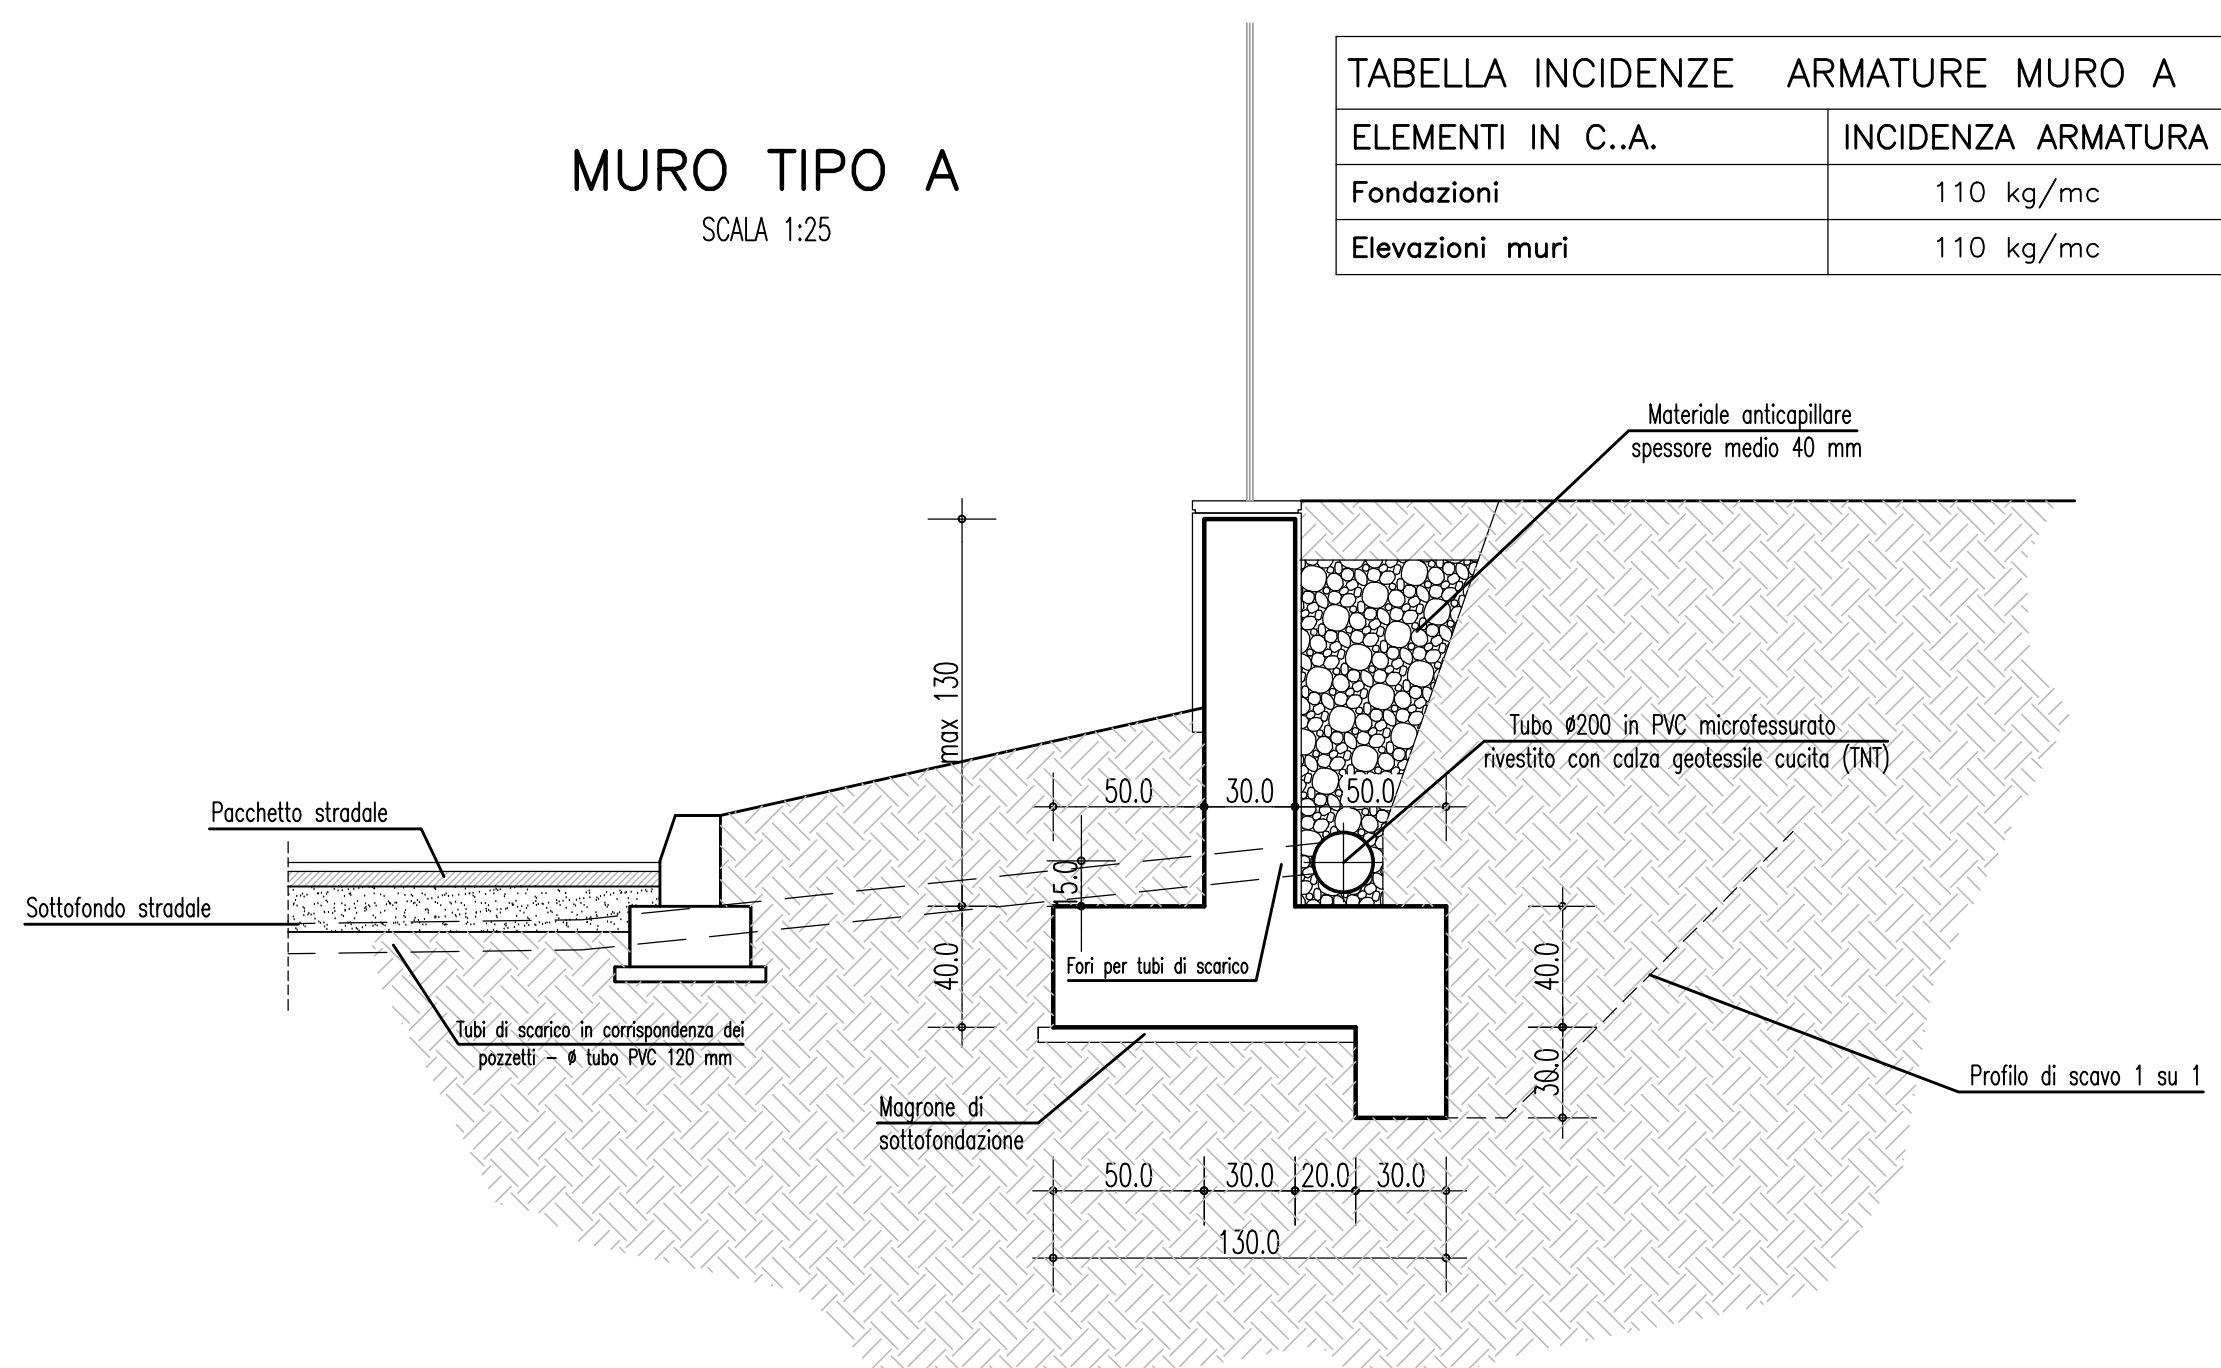 TABELLA INCIDENZE ARMATURE MURO A
ELEMENTI IN C..A. INCIDENZA ARMATURA
Fondazioni 110 kg/mc
Elevazioni muri 110 kg/mc
MURO TIPO A
SCALA 1:25
Materiale anticapillare
spessore medio 40 mm
max 130
Tubo Ø200 in PVC microfessurato
rivestito con calza geotessile cucita (TNT)
50.0 30.0 50.0
Pacchetto stradale
15.0
Sottofondo stradale
40.0
Fori per tubi di scarico
40.0
Tubi di scarico in corrispondenza dei
pozzetti - Ø tubo PVC 120 mm
30.0
Profilo di scavo 1 su 1
Magrone di
sottofondazione
50.0 30.0 20.0 30.0
130.0